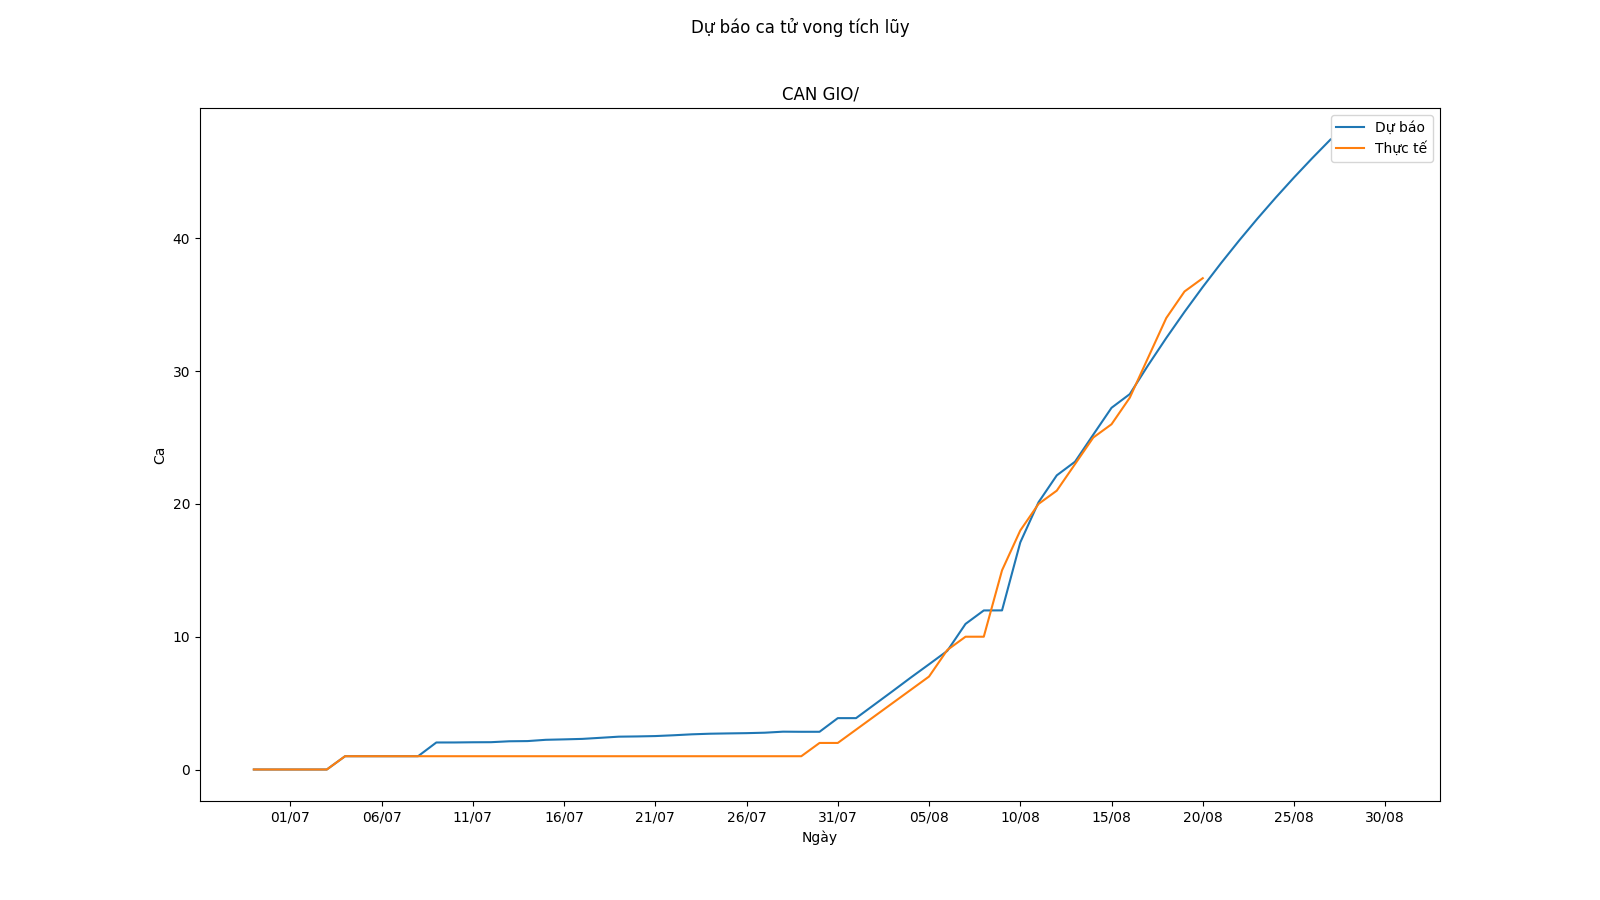 Dự báo ca tử vong tích lũy
CAN GIO/
Dự báo
Thực tế
Ca
40
30
20
10
0
01/07 06/07 11/07 16/07 21/07 26/07 31/07 05/08 10/08 15/08 20/08 25/08 30/08
Ngày